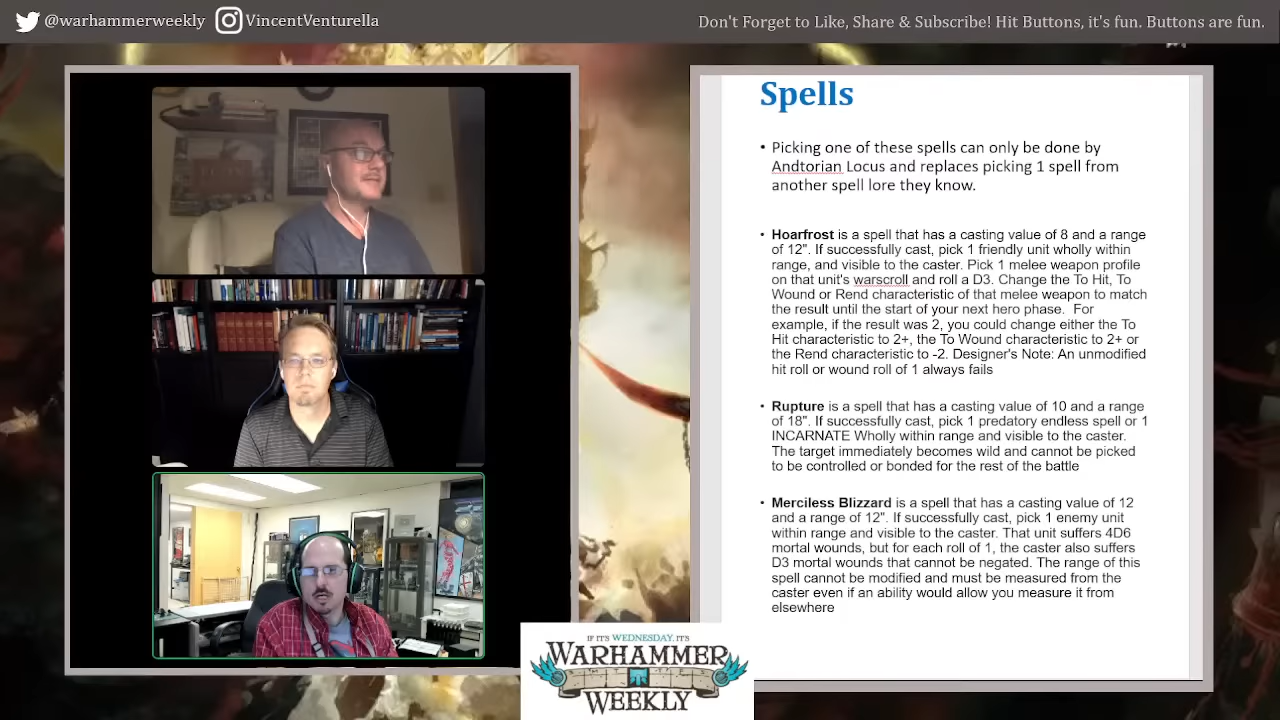 @warhammerweekly VincentVenturella
Don't Forget to Like, Share & Subscribe! Hit Buttons, it's fun. Buttons are fun.
Spells
• Picking one of these spells can only be done by
Andtorian Locus and replaces picking 1 spell from
another spell lore they know.
• Hoarfrost is a spell that has a casting value of 8 and a range
of 12". If successfully cast, pick 1 friendly unit wholly within
range, and visible to the caster. Pick 1 melee weapon profile
on that unit's warscroll and roll a D3. Change the To Hit, To
Wound or Rend characteristic of that melee weapon to match
the result until the start of your next hero phase. For
example, if the result was 2, you could change either the To
Hit characteristic to 2+, the To Wound characteristic to 2+ or
the Rend characteristic to -2. Designer's Note: An unmodified
hit roll or wound roll of 1 always fails
• Rupture is a spell that has a casting value of 10 and a range
of 18". If successfully cast, pick 1 predatory endless spell or 1
INCARNATE Wholly within range and visible to the caster.
The target immediately becomes wild and cannot be picked
to be controlled or bonded for the rest of the battle
• Merciless Blizzard is a spell that has a casting value of 12
and a range of 12". If successfully cast, pick 1 enemy unit
within range and visible to the caster. That unit suffers 4D6
mortal wounds, but for each roll of 1, the caster also suffers
D3 mortal wounds that cannot be negated. The range of this
spell cannot be modified and must be measured from the
caster even if an ability would allow you measure it from
elsewhere
IF IT'S WEDNESDAY, IT'S
WARHAMMER
WEEKLY